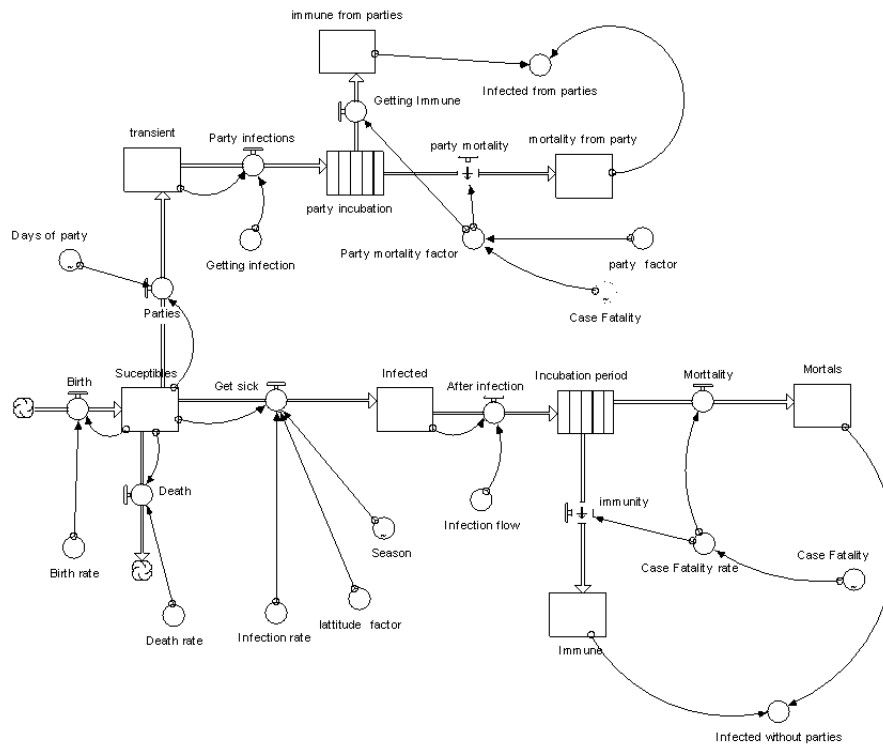 immune from parties
Infected from parties
Getting Immune
transient
Party infections
party mortality
mortality from party
party incubation
Days of party
Getting infection
Party mortality factor
party factor
Case Fatality
Parties
Birth
Suceptibles
Get sick
Infected
After infection
Incubation period
Morttality
Mortals
Death
immunity
Infection flow
Season
Birth rate
Case Fatality rate
Case Fatality
Death rate
Infection rate
lattitude factor
Immune
Infected without parties